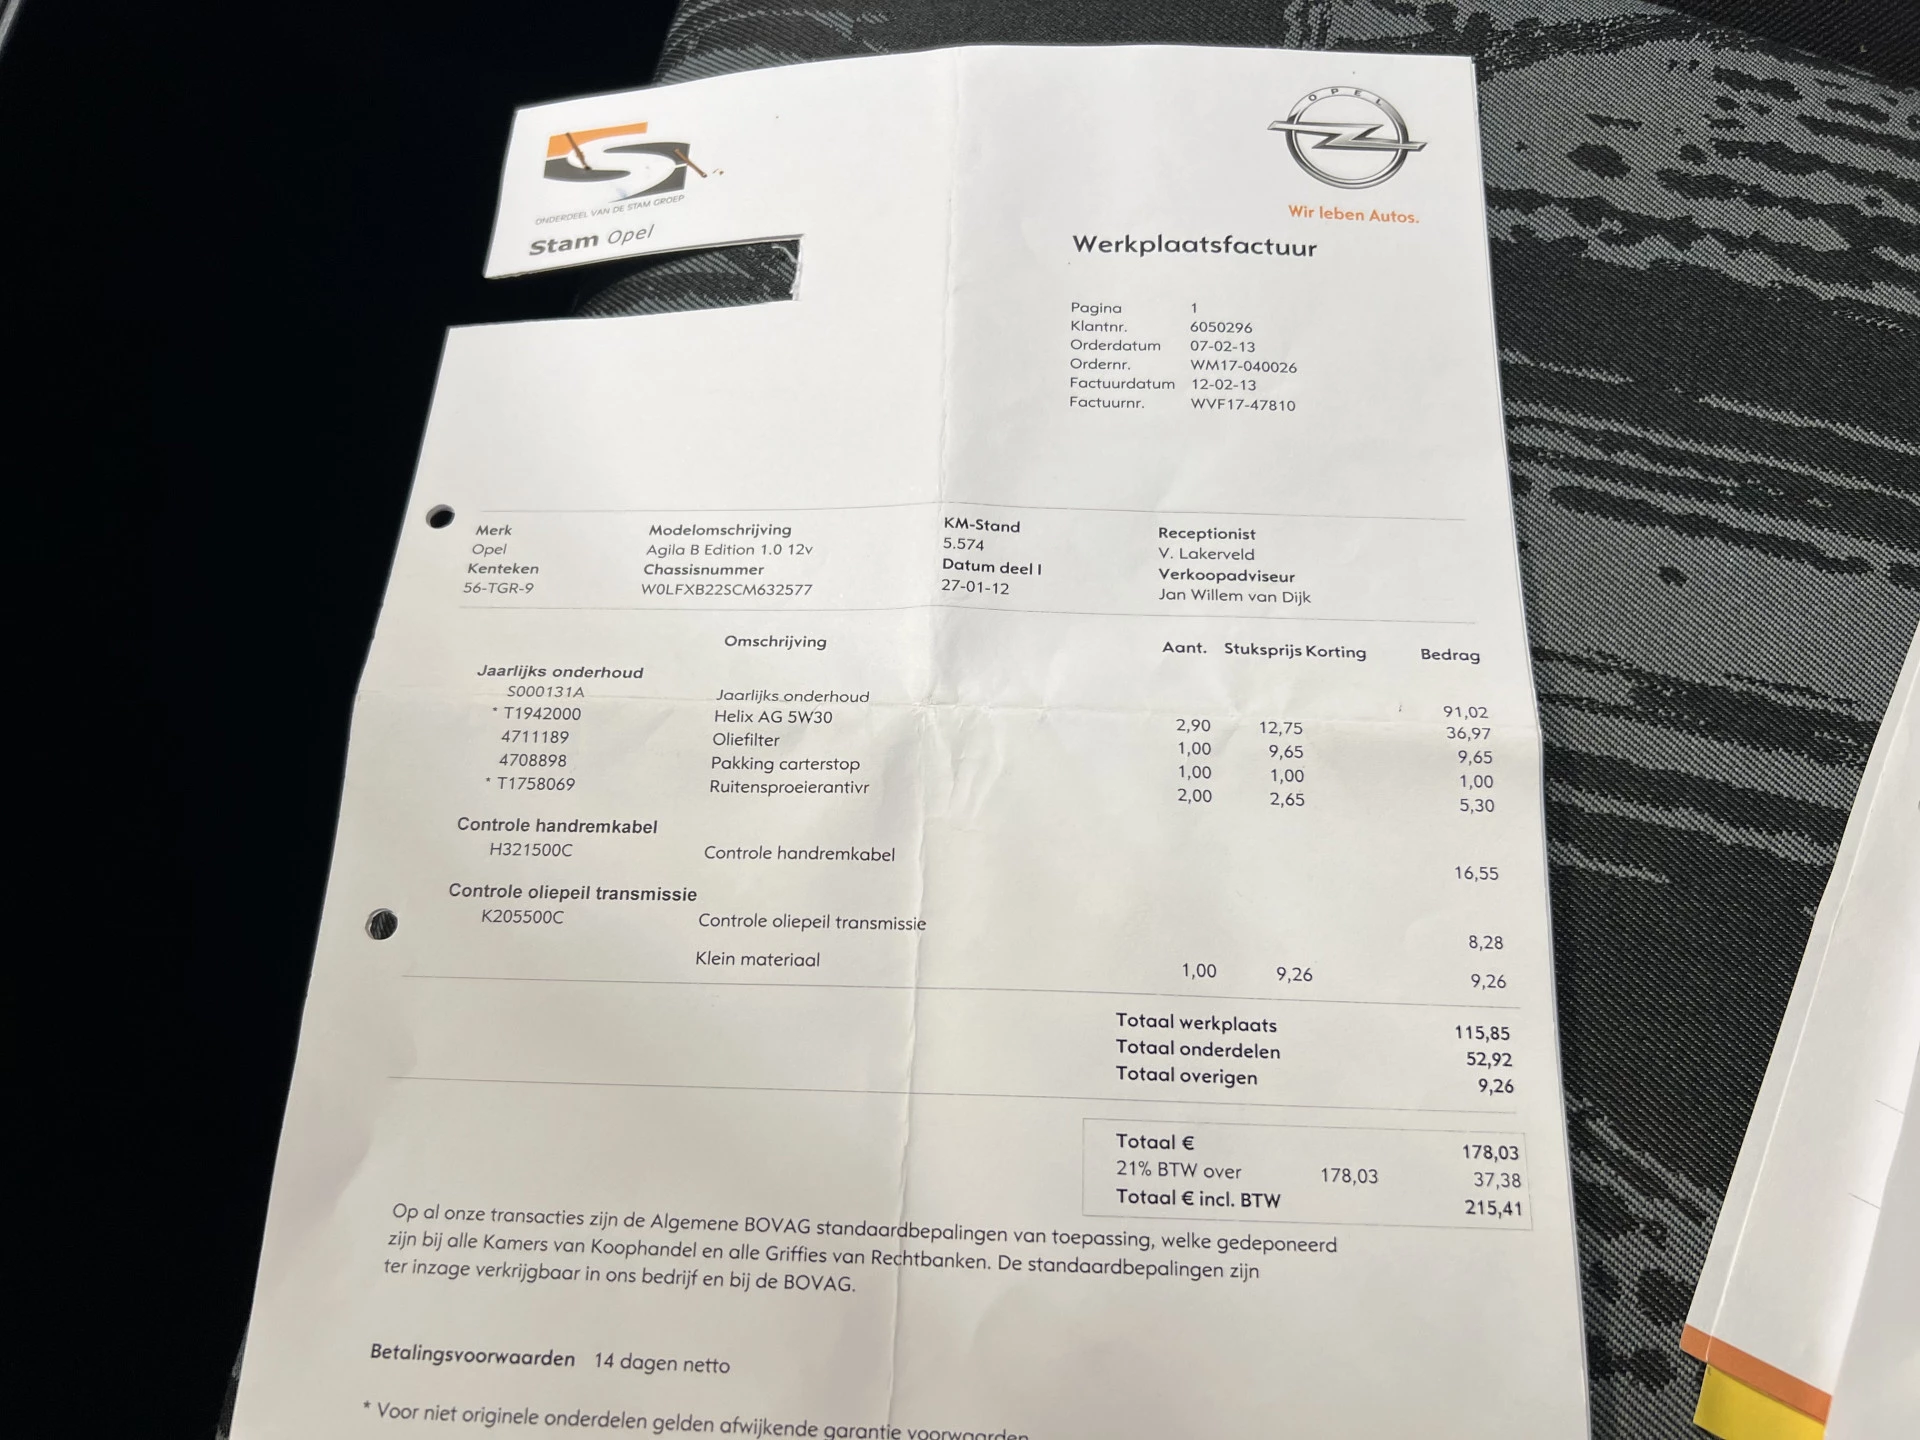 ONDERDEEL VAN DE STAM GROEP
Stam Opel
OPEL
Wir leben Autos.
Werkplaatsfactuur
Pagina 1
Klantnr. 6050296
Orderdatum 07-02-13
Ordernr. WM17-040026
Factuurdatum 12-02-13
Factuurnr. WVF17-47810
Merk Modelomschrijving KM-Stand Receptionist
Opel Agila B Edition 1.0 12v 5.574 V. Lakerveld
Kenteken Chassisnummer Datum deel I Verkoopadviseur
56-TGR-9 W0LFXB22SCM632577 27-01-12 Jan Willem van Dijk
Omschrijving Aant. Stuksprijs Korting Bedrag
Jaarlijks onderhoud
S000131A Jaarlijks onderhoud 91,02
* T1942000 Helix AG 5W30 2,90 12,75 36,97
4711189 Oliefilter 1,00 9,65 9,65
4708898 Pakking carterstop 1,00 1,00 1,00
* T1758069 Ruitensproeierantivr 2,00 2,65 5,30
Controle handremkabel
H321500C Controle handremkabel 16,55
Controle oliepeil transmissie
K205500C Controle oliepeil transmissie 8,28
Klein materiaal 1,00 9,26 9,26
Totaal werkplaats 115,85
Totaal onderdelen 52,92
Totaal overigen 9,26
Totaal € 178,03
21% BTW over 178,03 37,38
Totaal € incl. BTW 215,41
Op al onze transacties zijn de Algemene BOVAG standaardbepalingen van toepassing, welke gedeponeerd
zijn bij alle Kamers van Koophandel en alle Griffies van Rechtbanken. De standaardbepalingen zijn
ter inzage verkrijgbaar in ons bedrijf en bij de BOVAG.
Betalingsvoorwaarden 14 dagen netto
* Voor niet originele onderdelen gelden afwijkende garantie voorwaarden